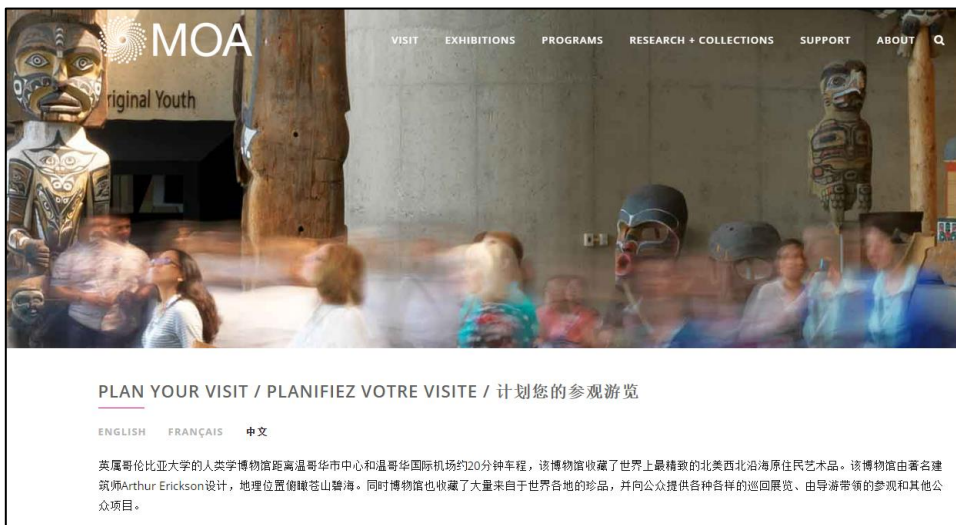 MOA
VISIT EXHIBITIONS PROGRAMS RESEARCH + COLLECTIONS SUPPORT ABOUT
riginal Youth
PLAN YOUR VISIT / PLANIFIEZ VOTRE VISITE / 计划您的参观游览
ENGLISH FRANÇAIS 中文
英属哥伦比亚大学的人类学博物馆距离温哥华市中心和温哥华国际机场约20分钟车程，该博物馆收藏了世界上最精致的北美西北沿海原住民艺术品。该博物馆由著名建
筑师Arthur Erickson设计，地理位置俯瞰苍山碧海。同时博物馆也收藏了大量来自于世界各地的珍品，并向公众提供各种各样的巡回展览、由导游带领的参观和其他公
众项目。